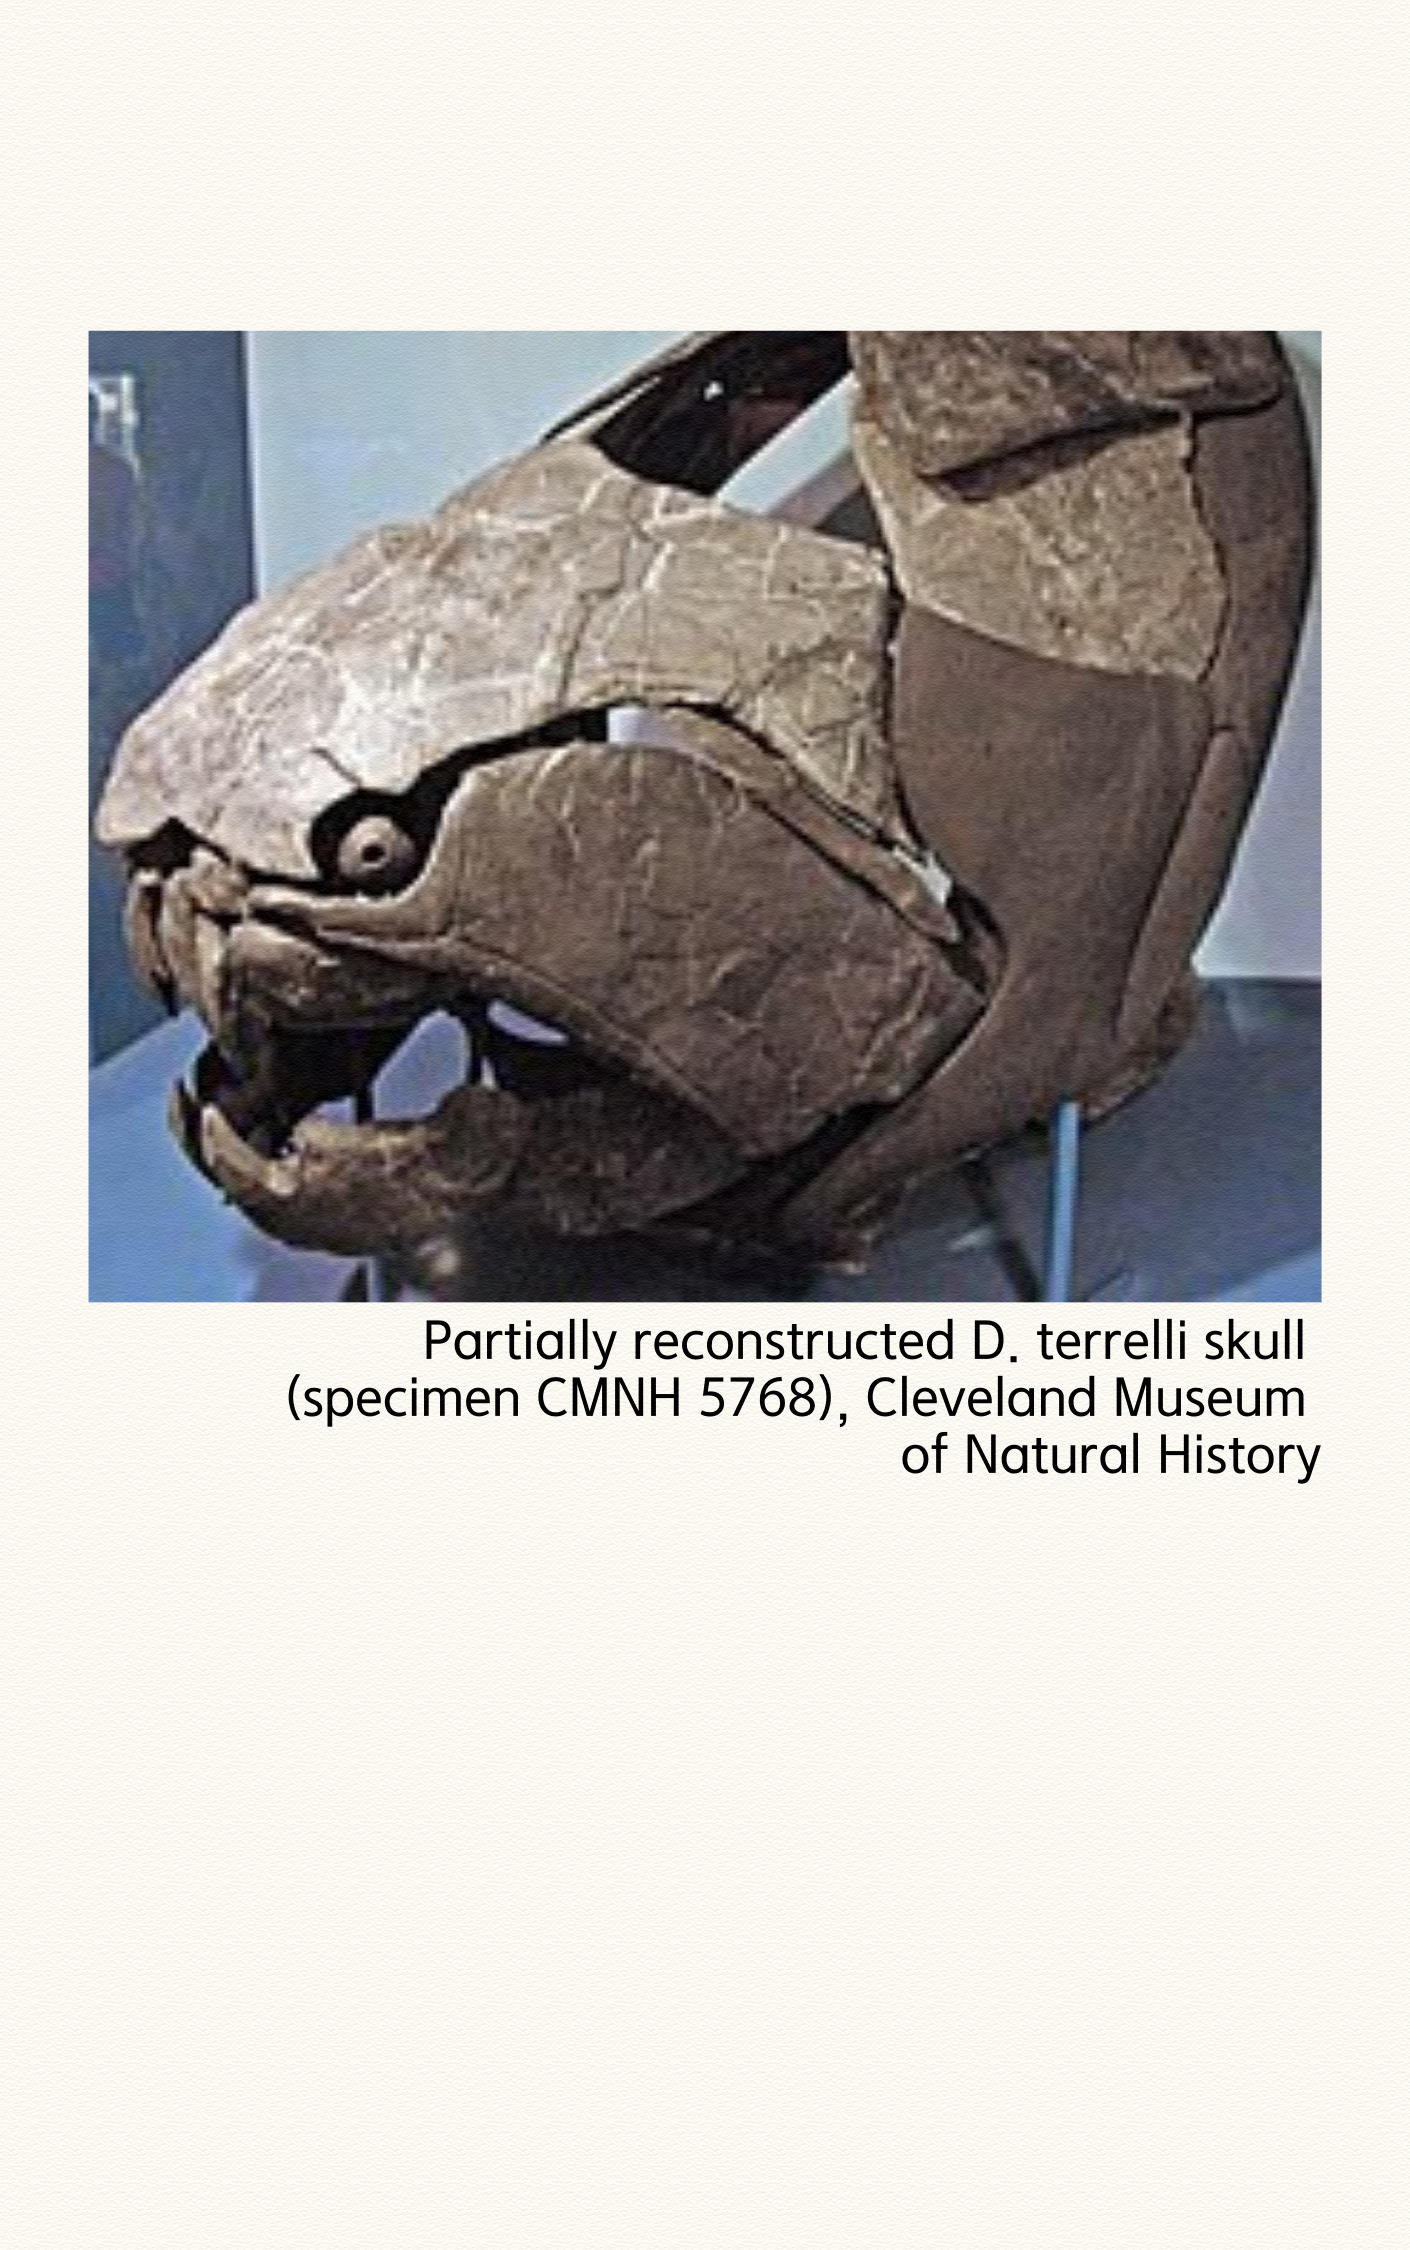 Partially reconstructed D. terrelli skull
(specimen CMNH 5768), Cleveland Museum
of Natural History